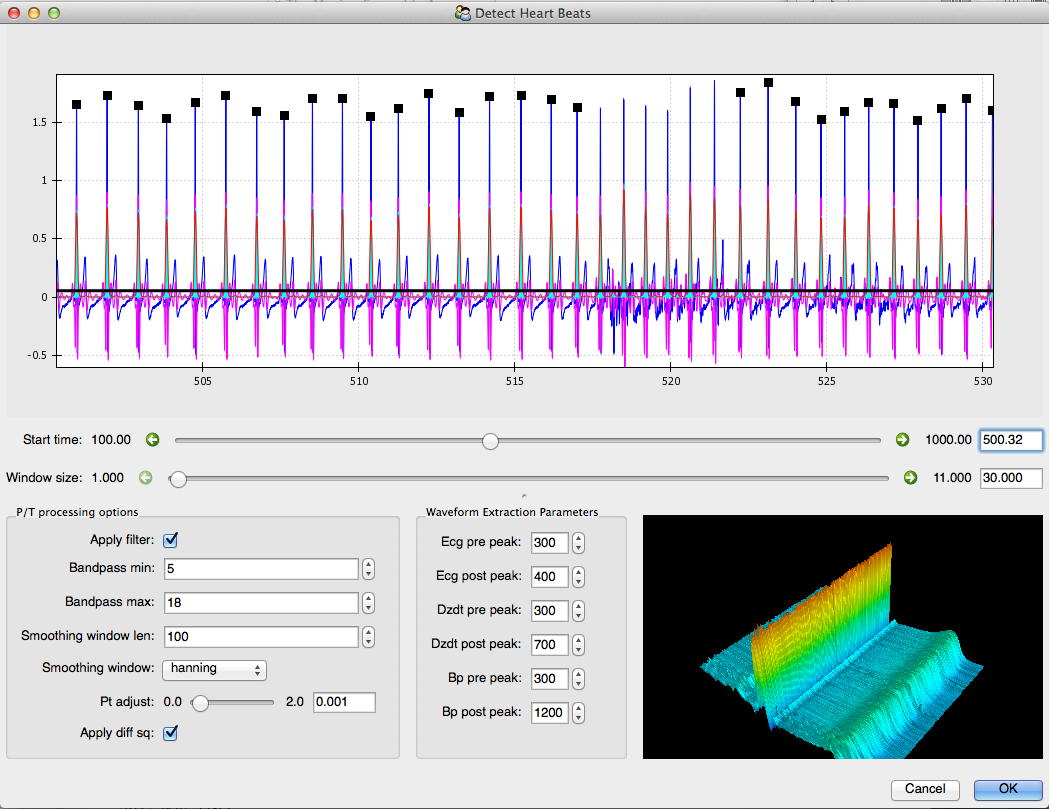 Detect Heart Beats
1.5
1
0.5
0
-0.5
505 510 515 520 525 530
Start time: 100.00 1000.00 500.32
Window size: 1.000 11.000 30.000
P/T processing options
Apply filter:
Bandpass min: 5
Bandpass max: 18
Smoothing window len: 100
Smoothing window: hanning
Pt adjust: 0.0 2.0 0.001
Apply diff sq:
Waveform Extraction Parameters
Ecg pre peak: 300
Ecg post peak: 400
Dzdt pre peak: 300
Dzdt post peak: 700
Bp pre peak: 300
Bp post peak: 1200
Cancel OK